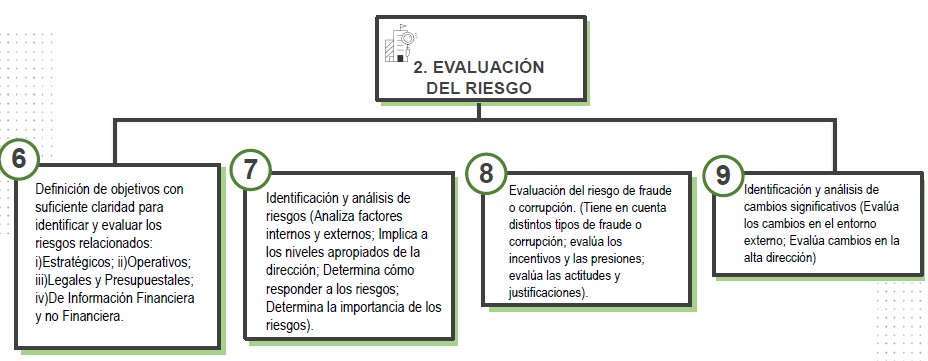 2. EVALUACIÓN
DEL RIESGO
6
Definición de objetivos con
suficiente claridad para
identificar y evaluar los
riesgos relacionados:
i)Estratégicos; ii)Operativos;
iii)Legales y Presupuestales;
iv)De Información Financiera
y no Financiera.
7
Identificación y análisis de
riesgos (Analiza factores
internos y externos; Implica a
los niveles apropiados de la
dirección; Determina cómo
responder a los riesgos;
Determina la importancia de los
riesgos).
8
Evaluación del riesgo de fraude
o corrupción. (Tiene en cuenta
distintos tipos de fraude o
corrupción; evalúa los
incentivos y las presiones;
evalúa las actitudes y
justificaciones).
9
Identificación y análisis de
cambios significativos (Evalúa
los cambios en el entorno
externo; Evalúa cambios en la
alta dirección)